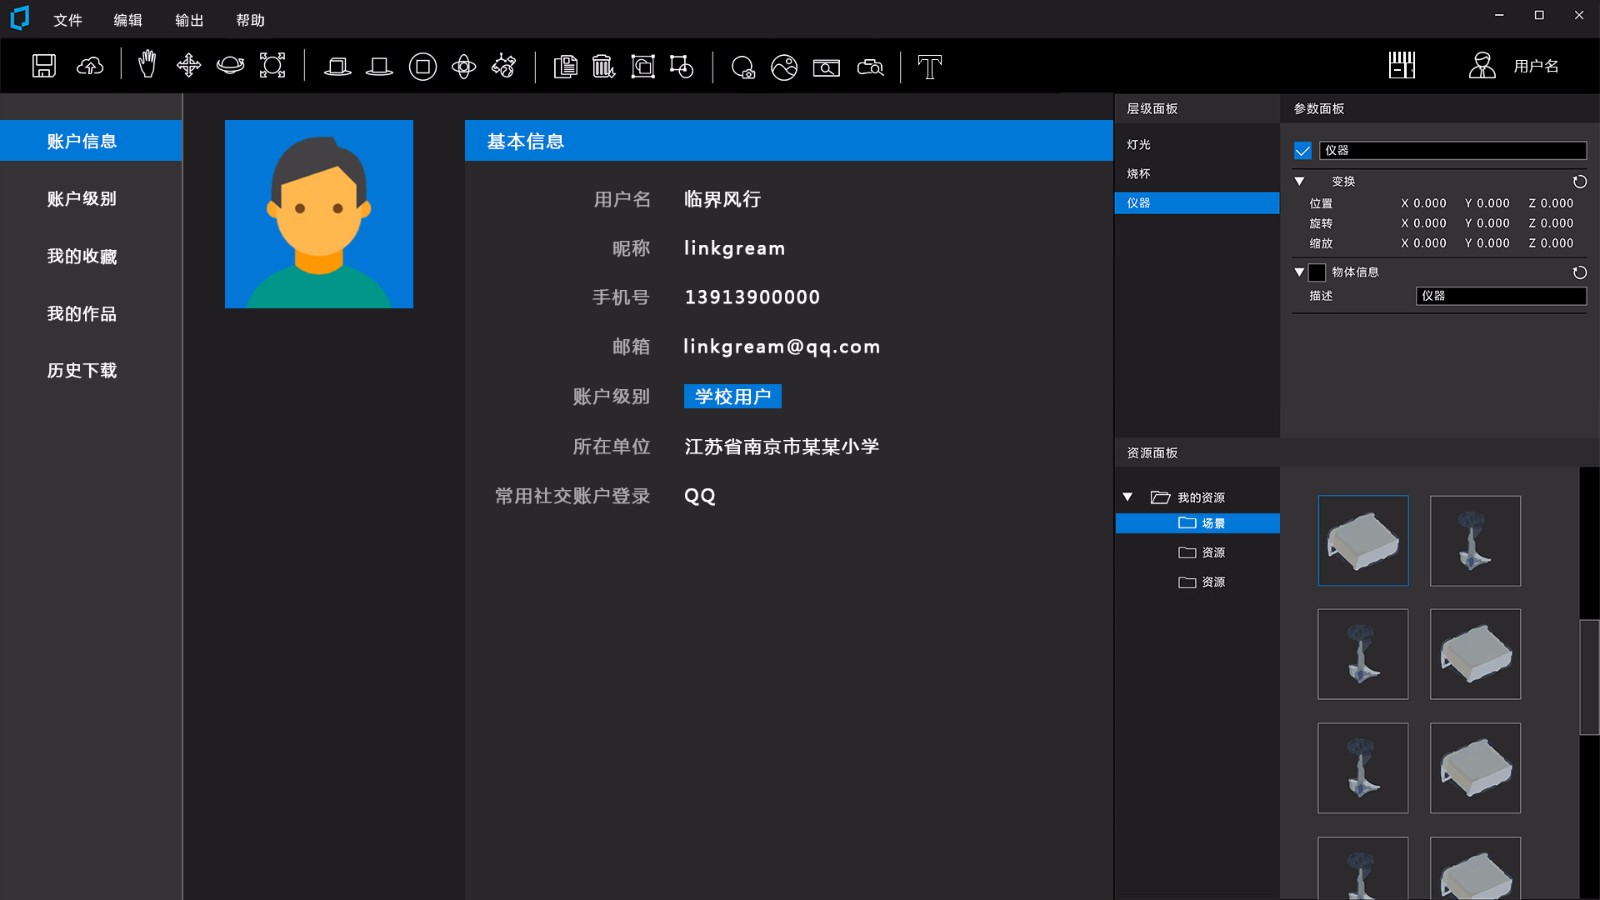 文件 编辑 输出 帮助
用户名
账户信息
账户级别
我的收藏
我的作品
历史下载
基本信息
用户名 临界风行
昵称 linkgream
手机号 13913900000
邮箱 linkgream@qq.com
账户级别 学校用户
所在单位 江苏省南京市某某小学
常用社交账户登录 QQ
层级面板
灯光
烧杯
仪器
参数面板
仪器
变换
位置 X 0.000 Y 0.000 Z 0.000
旋转 X 0.000 Y 0.000 Z 0.000
缩放 X 0.000 Y 0.000 Z 0.000
物体信息
描述 仪器
资源面板
我的资源
场景
资源
资源